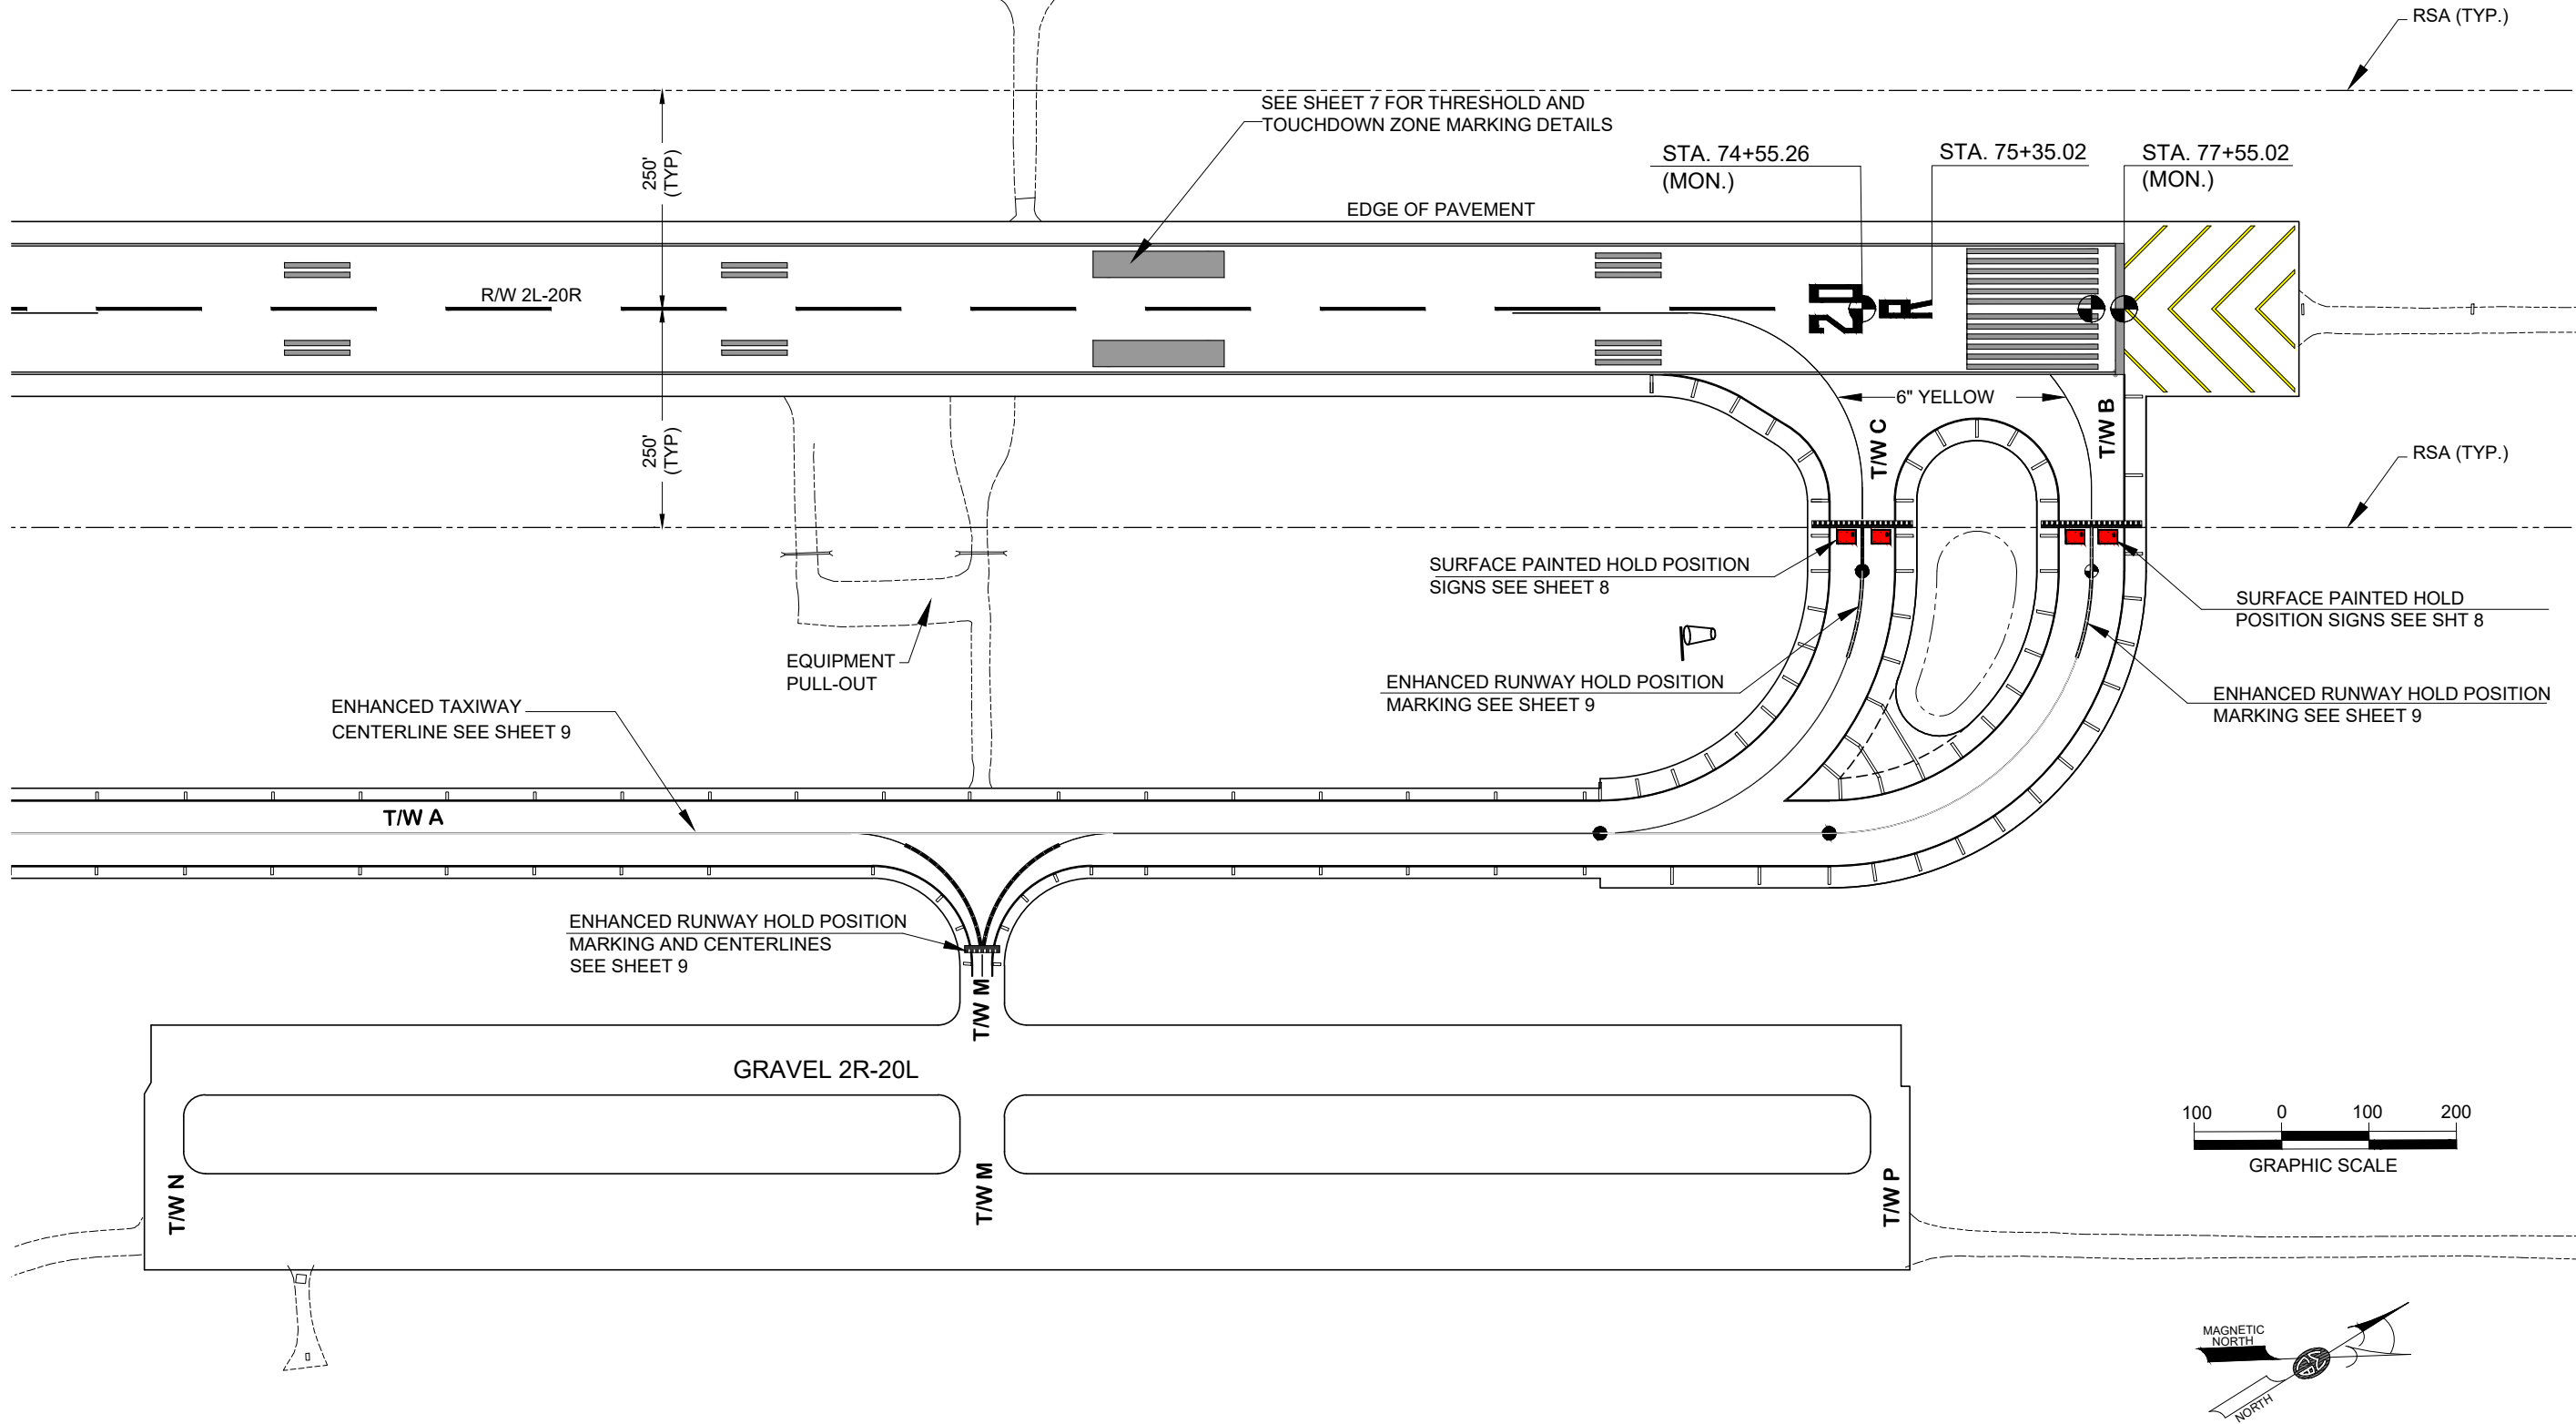 RSA (TYP.)
SEE SHEET 7 FOR THRESHOLD AND
TOUCHDOWN ZONE MARKING DETAILS
250'
(TYP)
STA. 74+55.26
(MON.)
STA. 75+35.02
STA. 77+55.02
(MON.)
EDGE OF PAVEMENT
R/W 2L-20R
20
R
6" YELLOW
T/W C
T/W B
250'
(TYP)
RSA (TYP.)
SURFACE PAINTED HOLD POSITION
SIGNS SEE SHEET 8
SURFACE PAINTED HOLD
POSITION SIGNS SEE SHT 8
EQUIPMENT
PULL-OUT
ENHANCED RUNWAY HOLD POSITION
MARKING SEE SHEET 9
ENHANCED RUNWAY HOLD POSITION
MARKING SEE SHEET 9
ENHANCED TAXIWAY
CENTERLINE SEE SHEET 9
T/W A
ENHANCED RUNWAY HOLD POSITION
MARKING AND CENTERLINES
SEE SHEET 9
T/W M
GRAVEL 2R-20L
100 0 100 200
GRAPHIC SCALE
T/W N
T/W M
T/W P
MAGNETIC
NORTH
NORTH